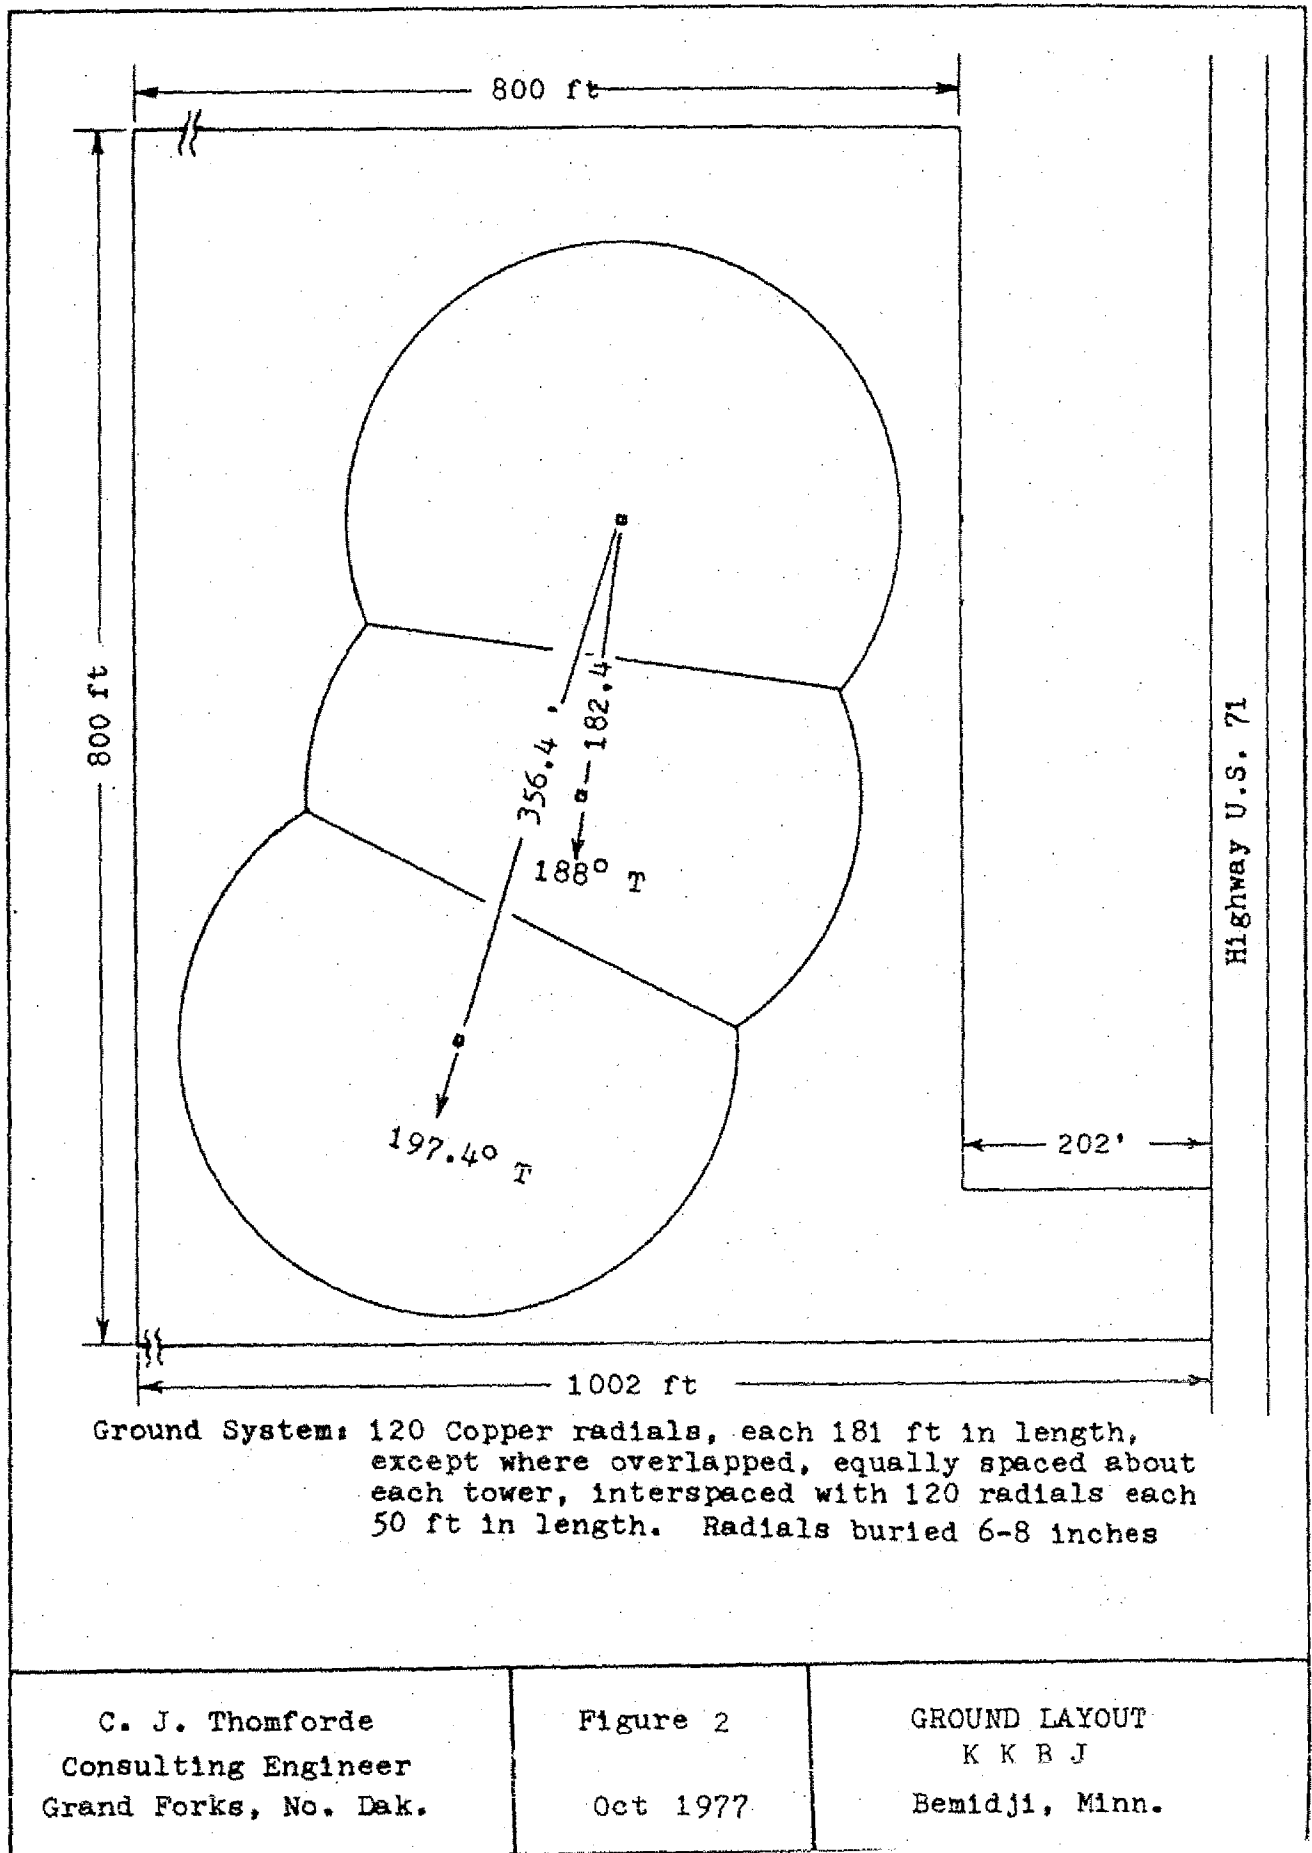 800 ft
800 ft
182.4'
356.4'
188° T
197.4° T
Highway U.S. 71
202'
1002 ft
Ground System: 120 Copper radials, each 181 ft in length,
except where overlapped, equally spaced about
each tower, interspaced with 120 radials each
50 ft in length. Radials buried 6-8 inches
C. J. Thomforde
Consulting Engineer
Grand Forks, No. Dak.
Figure 2
Oct 1977
GROUND LAYOUT
K K B J
Bemidji, Minn.